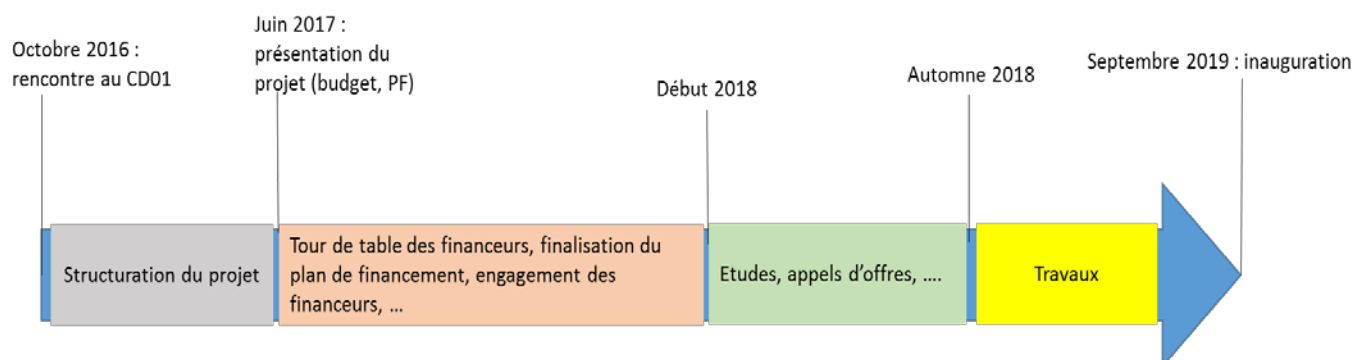 Octobre 2016 :
rencontre au CD01
Juin 2017 :
présentation du
projet (budget, PF)
Début 2018
Automne 2018
Septembre 2019 : inauguration
Structuration du projet
Tour de table des financeurs, finalisation du
plan de financement, engagement des
financeurs, ...
Etudes, appels d’offres, ....
Travaux